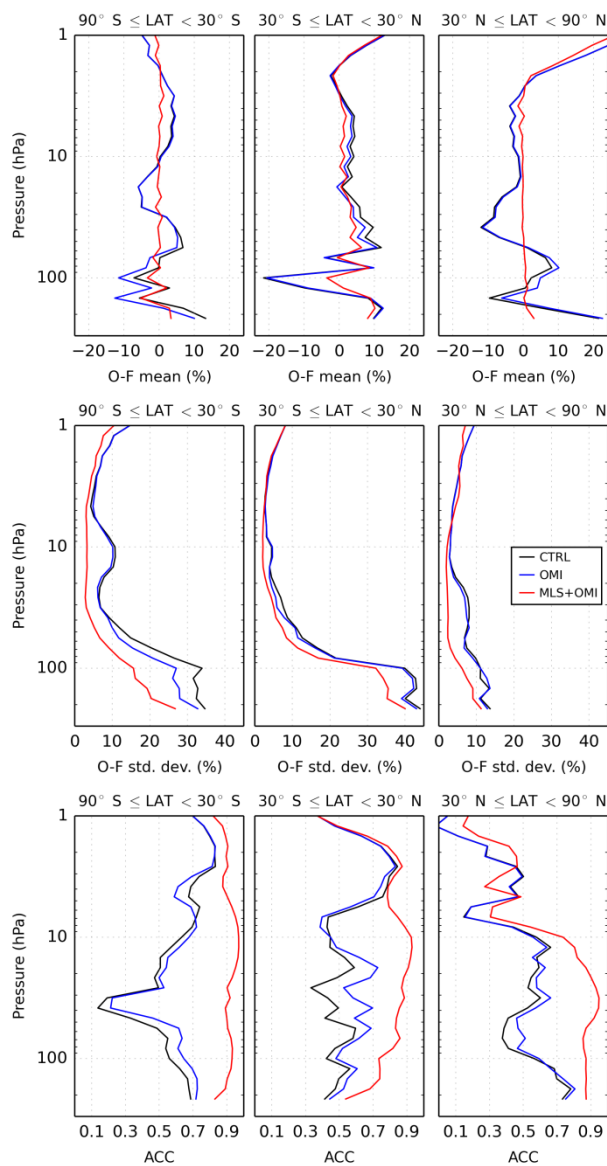 90° S ≤ LAT < 30° S 30° S ≤ LAT < 30° N 30° N ≤ LAT < 90° N
1
10
100
Pressure (hPa)
−20 −10 0 10 20 −20 −10 0 10 20 −20 −10 0 10 20
O-F mean (%) O-F mean (%) O-F mean (%)
90° S ≤ LAT < 30° S 30° S ≤ LAT < 30° N 30° N ≤ LAT < 90° N
1
10
100
Pressure (hPa)
CTRL
OMI
MLS+OMI
0 10 20 30 40 0 10 20 30 40 0 10 20 30 40
O-F std. dev. (%) O-F std. dev. (%) O-F std. dev. (%)
90° S ≤ LAT < 30° S 30° S ≤ LAT < 30° N 30° N ≤ LAT < 90° N
1
10
100
Pressure (hPa)
0.1 0.3 0.5 0.7 0.9 0.1 0.3 0.5 0.7 0.9 0.1 0.3 0.5 0.7 0.9
ACC ACC ACC